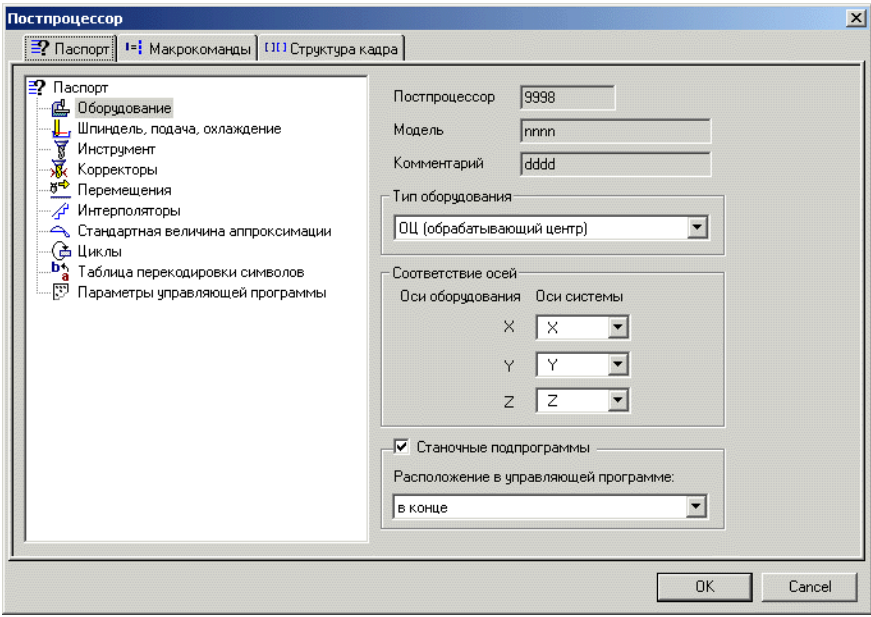 Постпроцессор
Паспорт Макрокоманды Структура кадра
Паспорт
Оборудование
Шпиндель, подача, охлаждение
Инструмент
Корректоры
Перемещения
Интерполяторы
Стандартная величина аппроксимации
Циклы
Таблица перекодировки символов
Параметры управляющей программы
Постпроцессор 9998
Модель nnnn
Комментарий dddd
Тип оборудования
ОЦ (обрабатывающий центр)
Соответствие осей
Оси оборудования Оси системы
X X
Y Y
Z Z
Станочные подпрограммы
Расположение в управляющей программе:
в конце
OK Cancel